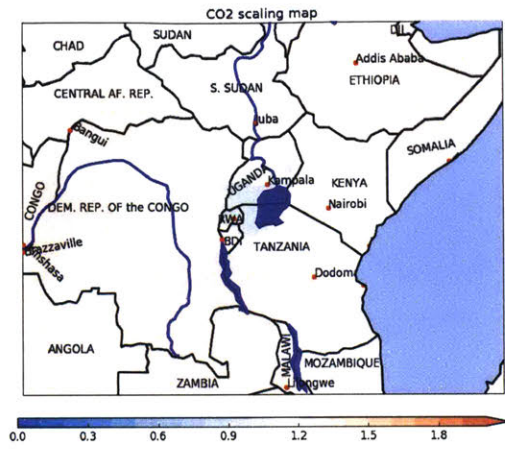 CO2 scaling map
SUDAN
DJI.
CHAD
Addis Ababa
ETHIOPIA
S. SUDAN
CENTRAL AF. REP.
Juba
Bangui
SOMALIA
UGANDA
Kampala
KENYA
CONGO
DEM. REP. OF the CONGO
Nairobi
RWA
BDI
TANZANIA
Brazzaville
Kinshasa
Dodoma
ANGOLA
MALAWI
MOZAMBIQUE
ZAMBIA
Lilongwe
0.0 0.3 0.6 0.9 1.2 1.5 1.8